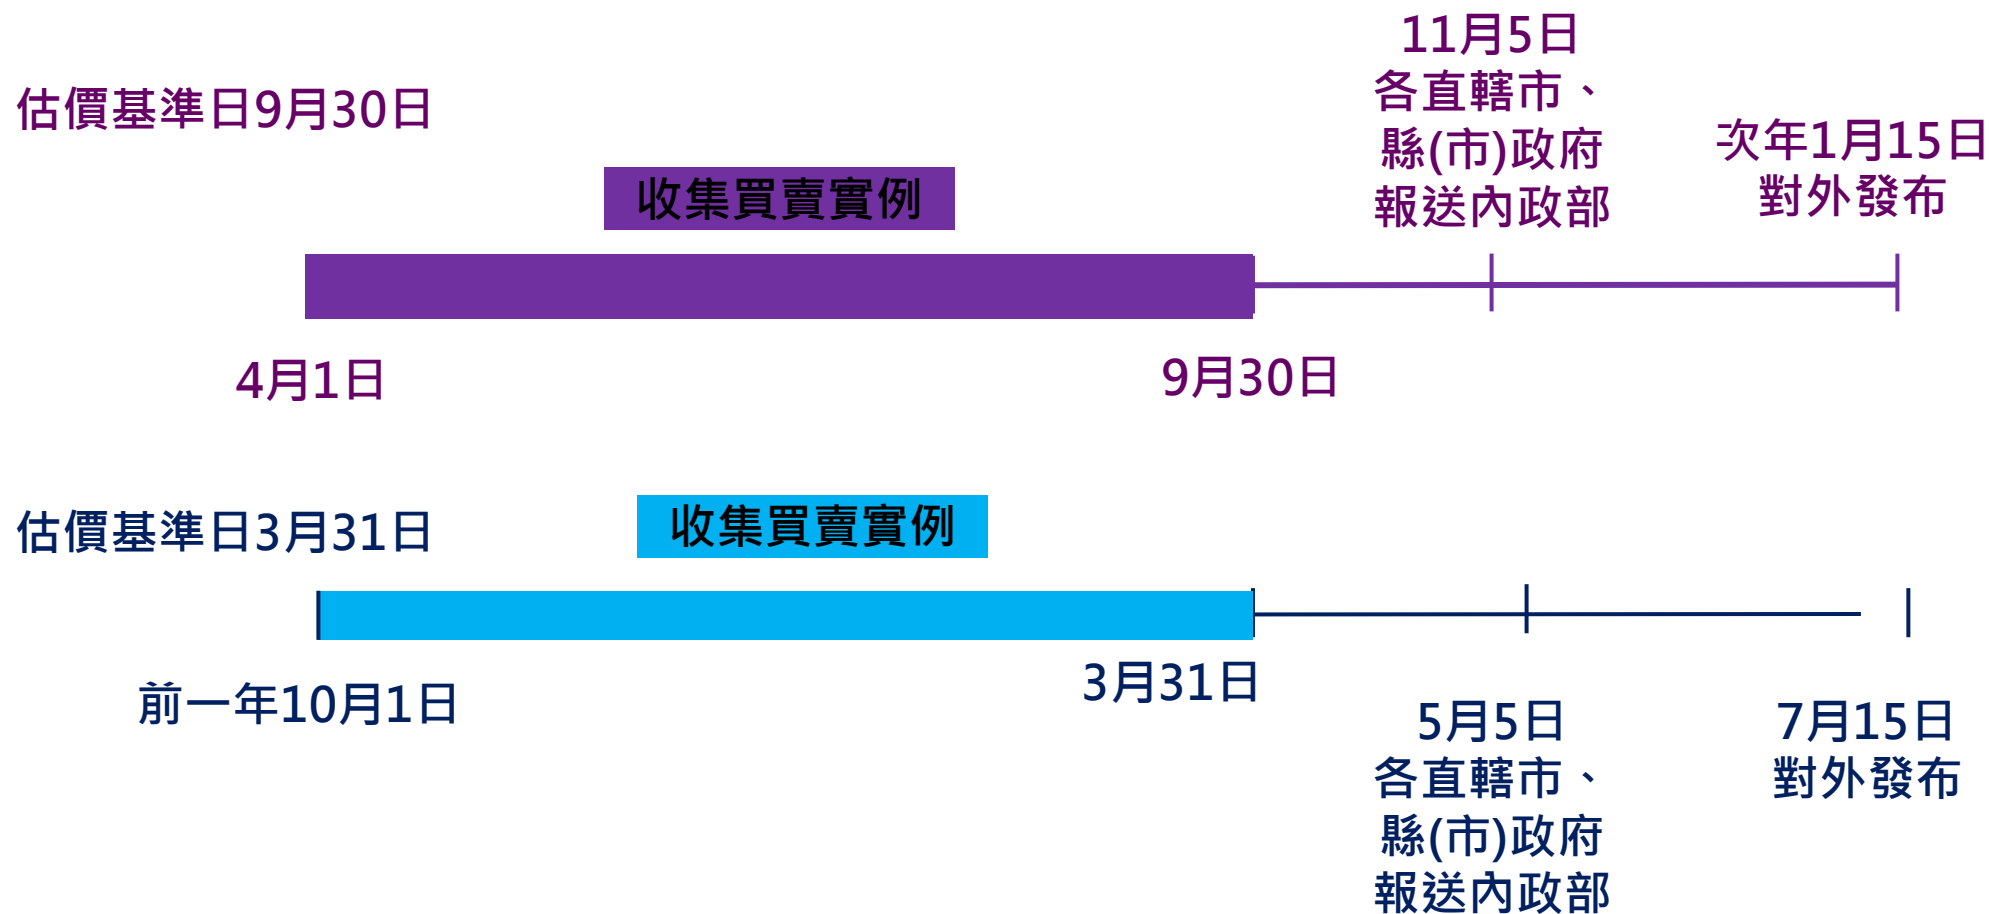 估價基準日9月30日
收集買賣實例
11月5日
各直轄市、
縣(市)政府
報送內政部
次年1月15日
對外發布
4月1日
9月30日
估價基準日3月31日
收集買賣實例
前一年10月1日
3月31日
5月5日
各直轄市、
縣(市)政府
報送內政部
7月15日
對外發布